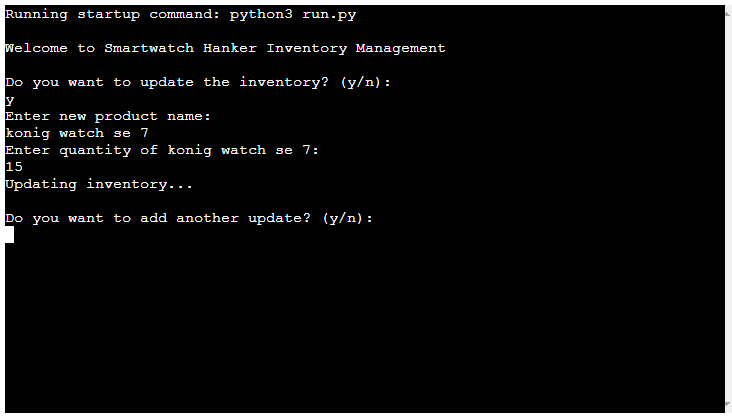 Running startup command: python3 run.py
Welcome to Smartwatch Hanker Inventory Management
Do you want to update the inventory? (y/n):
y
Enter new product name:
konig watch se 7
Enter quantity of konig watch se 7:
15
Updating inventory...
Do you want to add another update? (y/n):